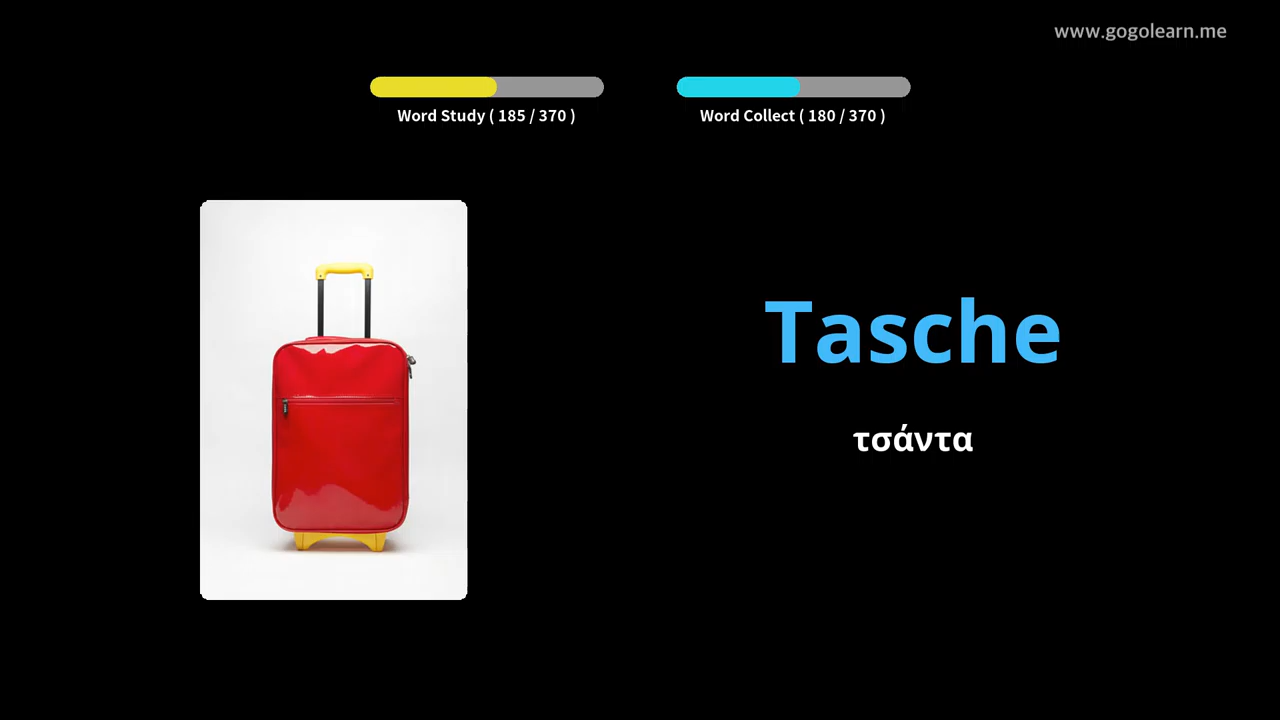 www.gogolearn.me
Word Study ( 185 / 370 )
Word Collect ( 180 / 370 )
Tasche
τσάντα